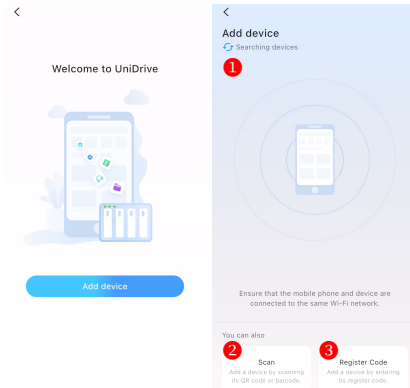 Welcome to UniDrive
Add device
Add device
Searching devices
1
Ensure that the mobile phone and device are
connected to the same Wi-Fi network.
You can also
2
Scan
Add a device by scanning
its QR code or barcode.
3
Register Code
Add a device by entering
its register code.